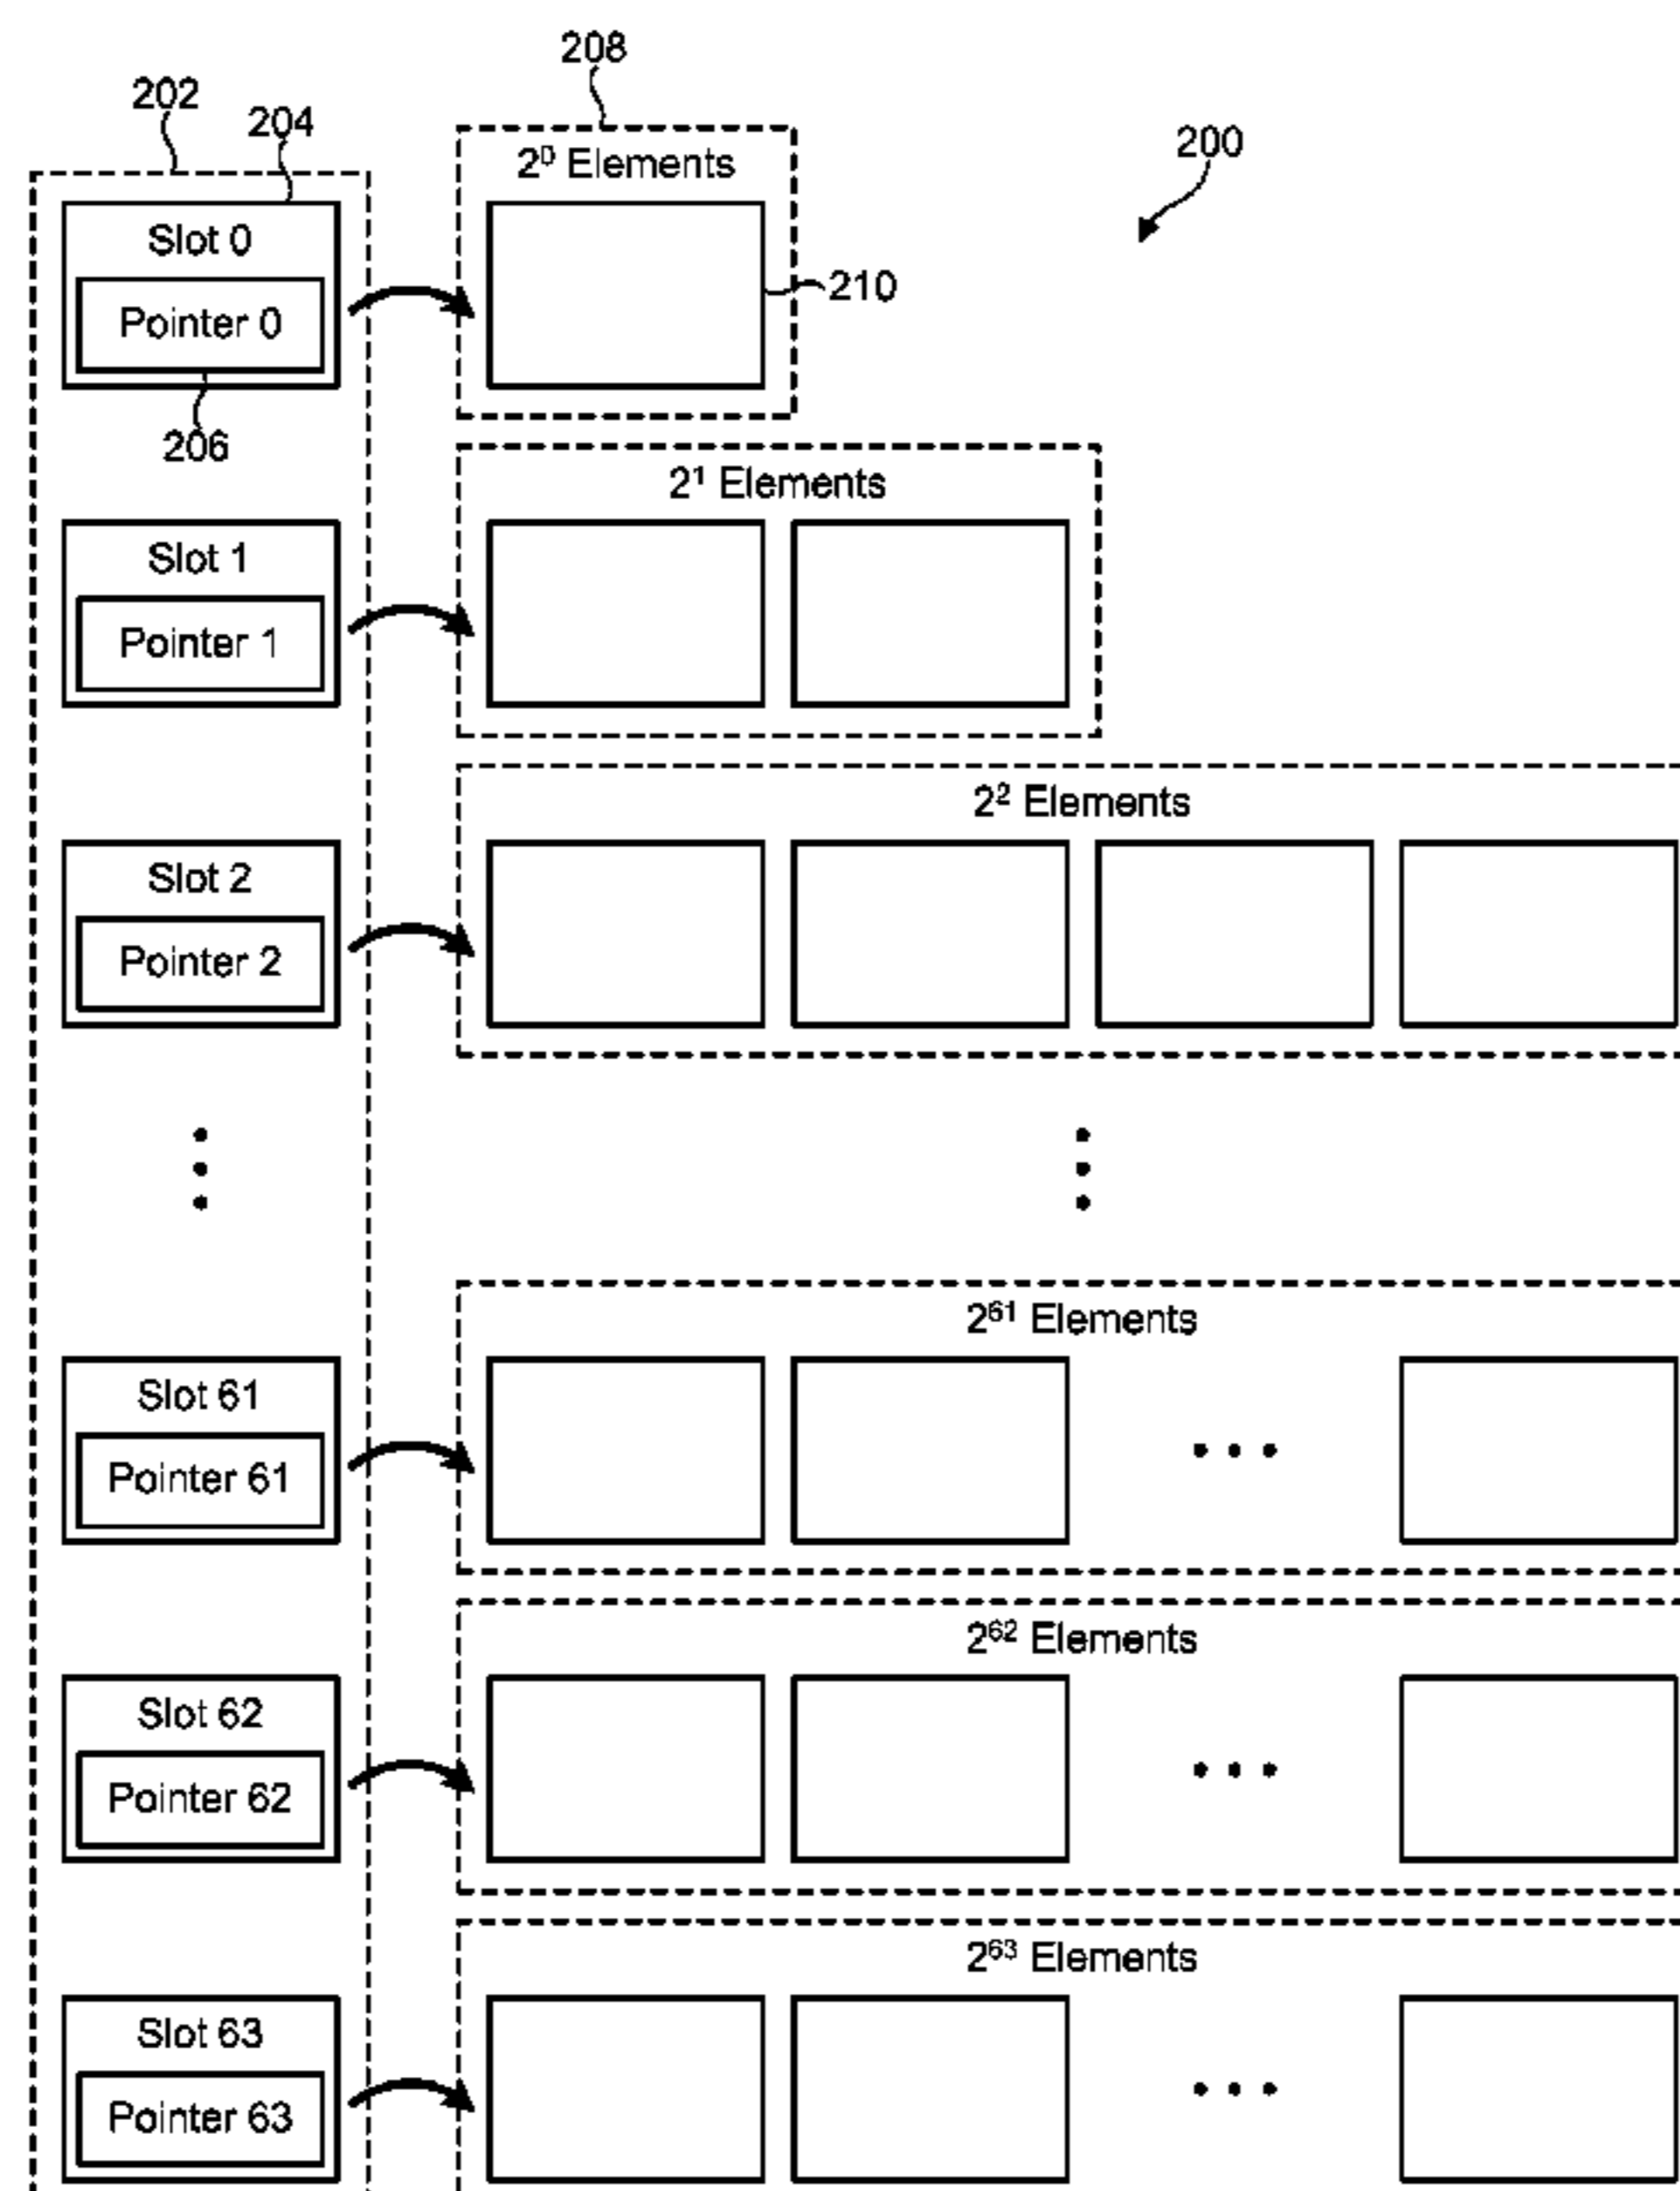 208
202
204
200
2⁰ Elements
Slot 0
210
Pointer 0
206
2¹ Elements
Slot 1
Pointer 1
2² Elements
Slot 2
Pointer 2
2⁶¹ Elements
Slot 61
Pointer 61
2⁶² Elements
Slot 62
Pointer 62
2⁶³ Elements
Slot 63
Pointer 63